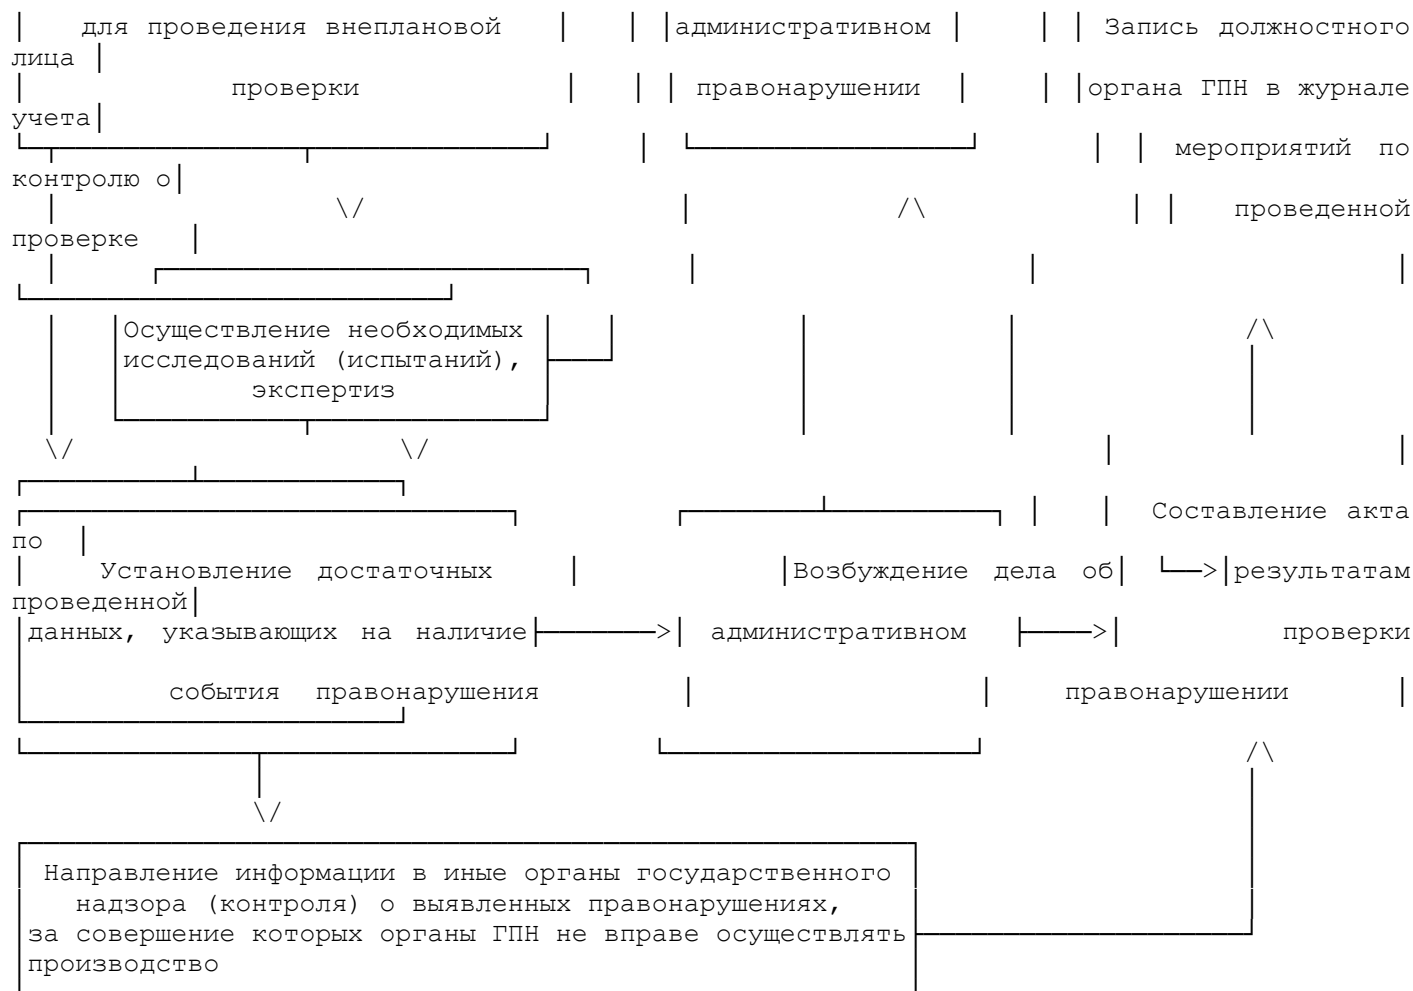 для проведения внеплановой административном Запись должностного
лица
проверки правонарушении органа ГПН в журнале
учета
мероприятий по
контролю о
проведенной
проверке
Осуществление необходимых
исследований (испытаний),
экспертиз
Составление акта
по
Установление достаточных Возбуждение дела об результатам
проведенной
данных, указывающих на наличие административном проверки
события правонарушения правонарушении
Направление информации в иные органы государственного
надзора (контроля) о выявленных правонарушениях,
за совершение которых органы ГПН не вправе осуществлять
производство